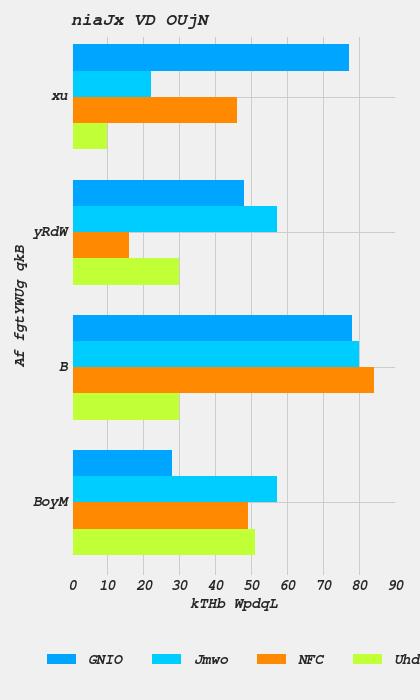 niaJx VD OUjN
Af fgtYWUg qkB
xu
yRdW
B
BoyM
0 10 20 30 40 50 60 70 80 90
kTHb WpdqL
GNIO Jmwo NFC Uhd